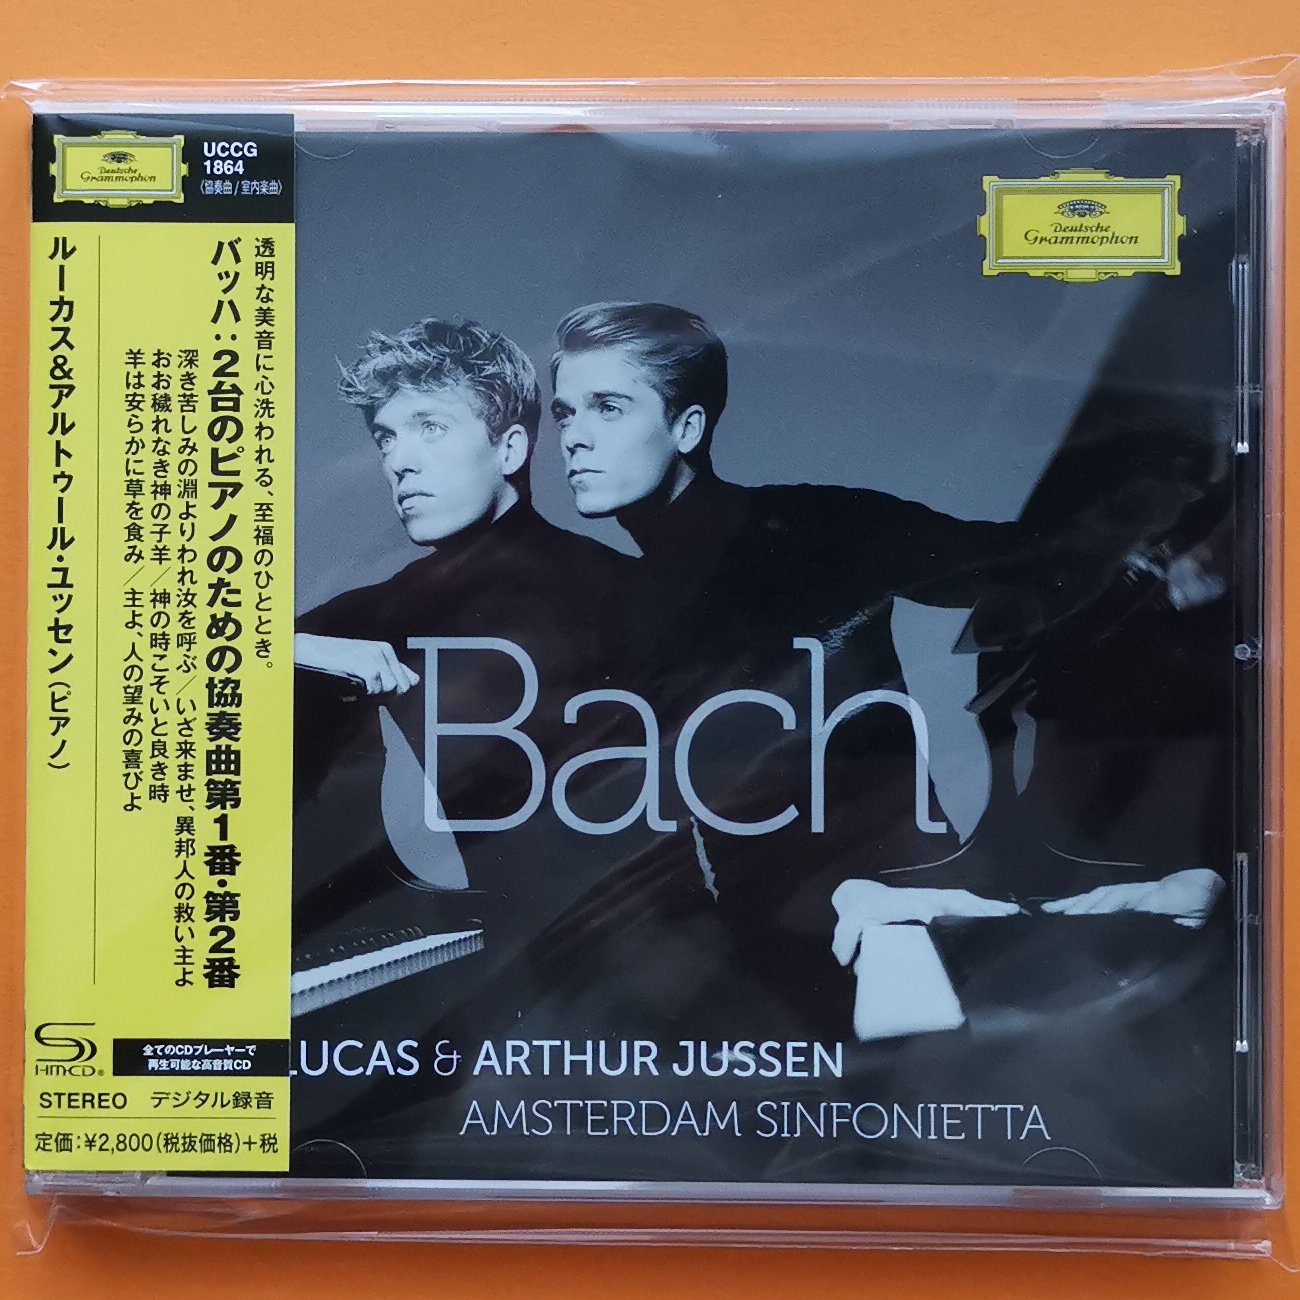 Deutsche
Grammophon
UCCG
1864
〈協奏曲/室内楽曲〉
透明な美音に心洗われる、至福のひととき。
バッハ:2台のピアノのための協奏曲第1番・第2番
深き苦しみの淵よりわれ汝を呼ぶ/いざ来ませ、異邦人の救い主よ
おお穢れなき神の子羊/神の時こそいと良き時
羊は安らかに草を食み/主よ、人の望みの喜びよ
ルーカス&アルトゥール・ユッセン(ピアノ)
SHM-CD®
全てのCDプレーヤーで
再生可能な高音質CD
STEREO デジタル録音
定価:¥2,800(税抜価格)+税
Deutsche
Grammophon
Bach
LUCAS & ARTHUR JUSSEN
AMSTERDAM SINFONIETTA